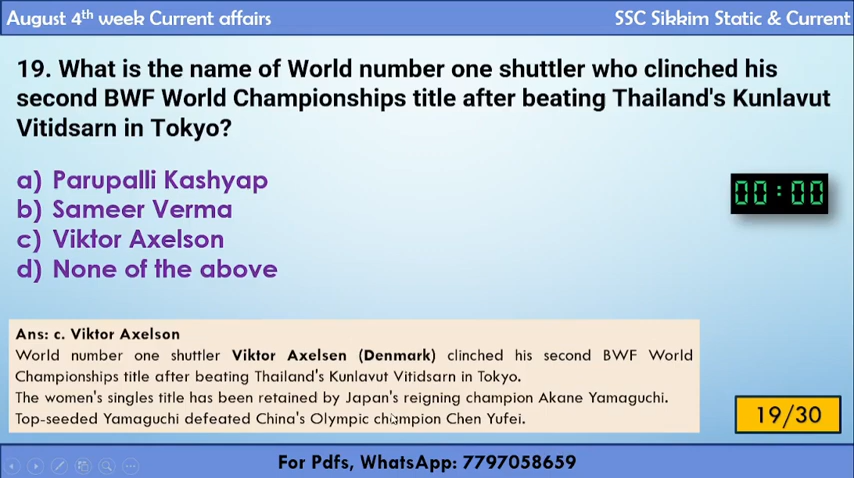 August 4th week Current affairs
SSC Sikkim Static & Current
19. What is the name of World number one shuttler who clinched his
second BWF World Championships title after beating Thailand's Kunlavut
Vitidsarn in Tokyo?
a) Parupalli Kashyap
b) Sameer Verma
c) Viktor Axelson
d) None of the above
00:00
Ans: c. Viktor Axelson
World number one shuttler Viktor Axelsen (Denmark) clinched his second BWF World
Championships title after beating Thailand's Kunlavut Vitidsarn in Tokyo.
The women's singles title has been retained by Japan's reigning champion Akane Yamaguchi.
Top-seeded Yamaguchi defeated China's Olympic champion Chen Yufei.
19/30
For Pdfs, WhatsApp: 7797058659